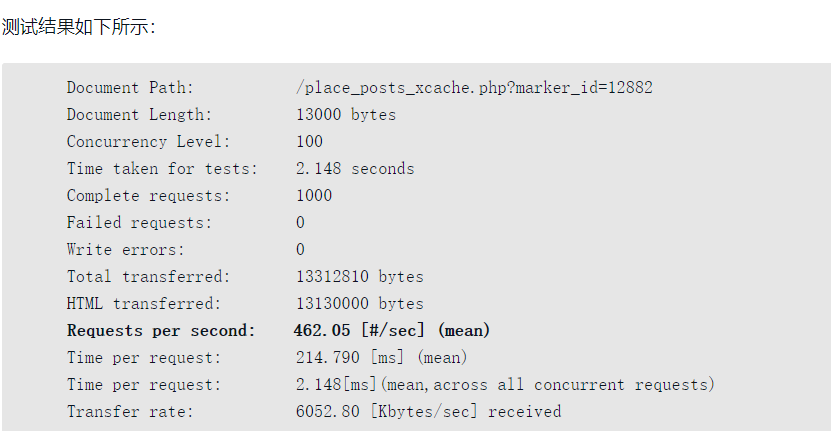 测试结果如下所示：
Document Path: /place_posts_xcache.php?marker_id=12882
Document Length: 13000 bytes
Concurrency Level: 100
Time taken for tests: 2.148 seconds
Complete requests: 1000
Failed requests: 0
Write errors: 0
Total transferred: 13312810 bytes
HTML transferred: 13130000 bytes
Requests per second: 462.05 [#/sec] (mean)
Time per request: 214.790 [ms] (mean)
Time per request: 2.148[ms](mean,across all concurrent requests)
Transfer rate: 6052.80 [Kbytes/sec] received